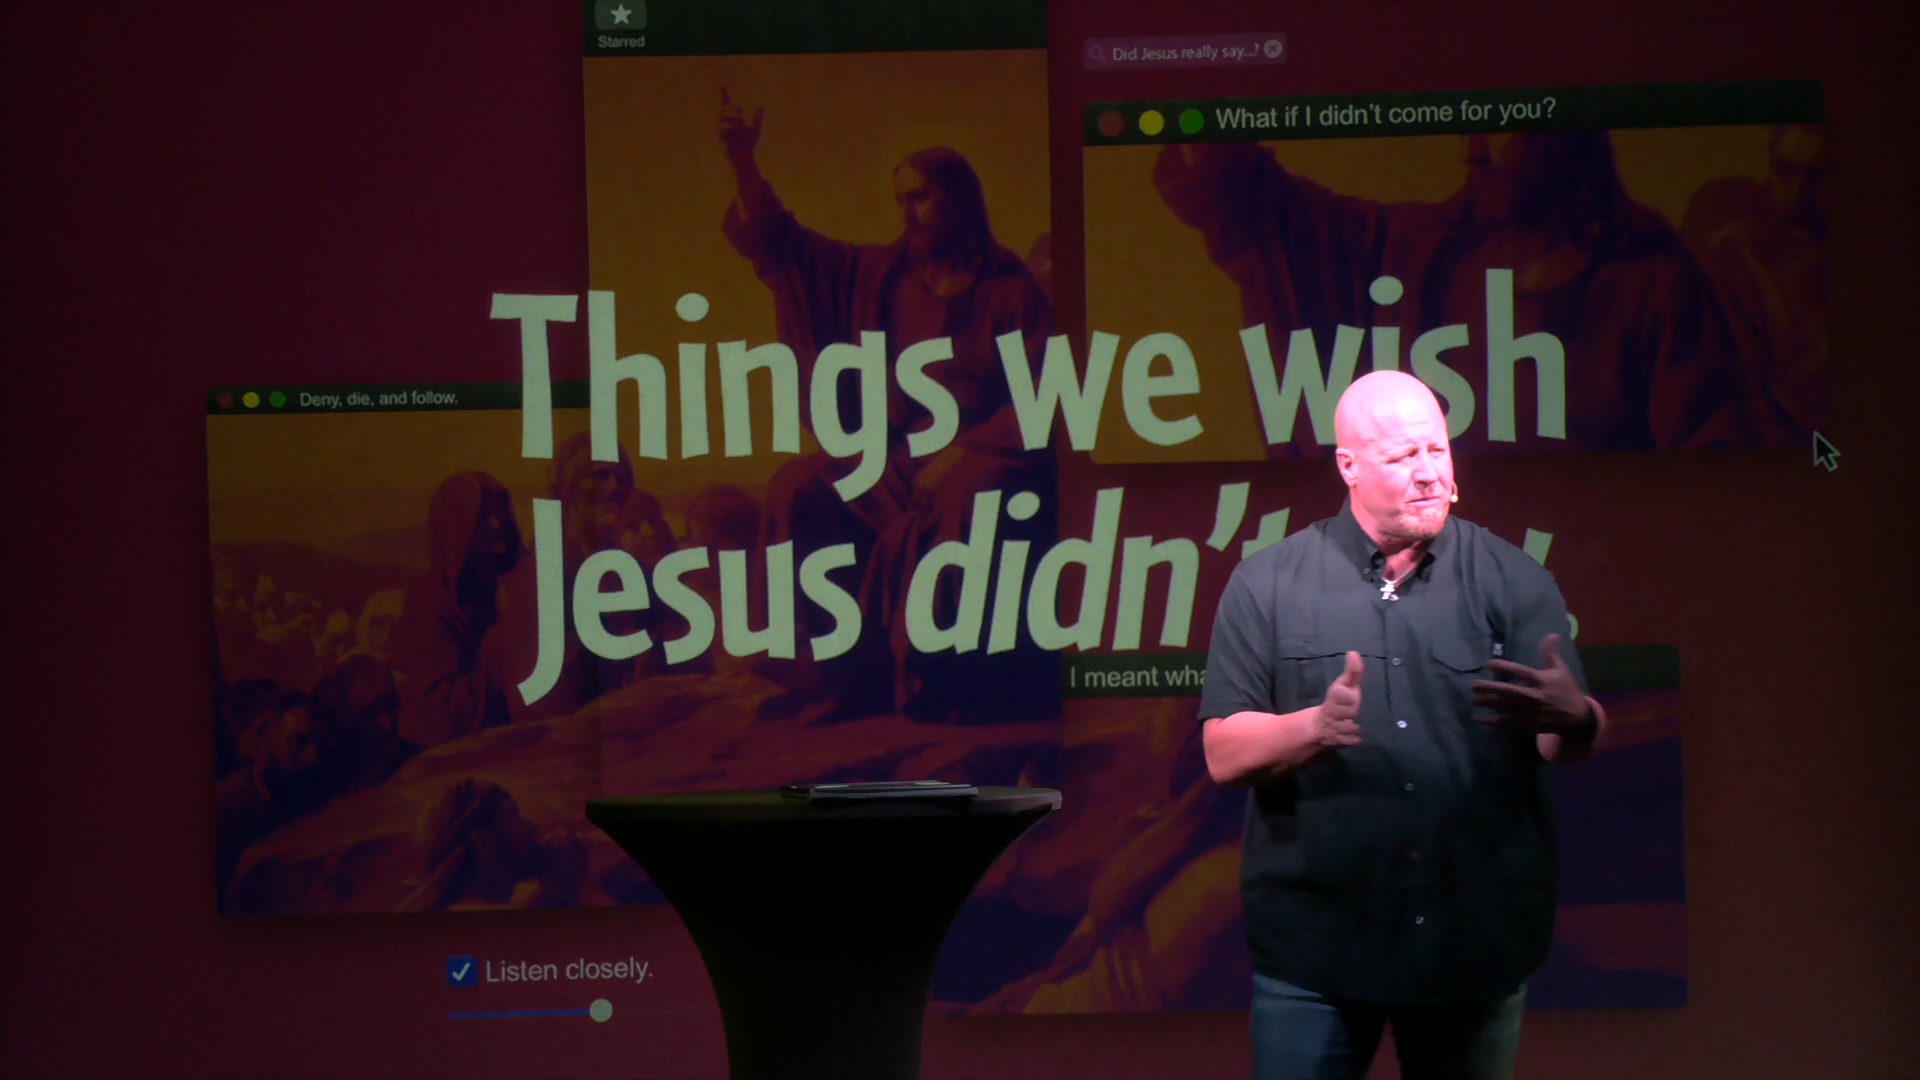 Starred
Did Jesus really say...?
What if I didn't come for you?
Deny, die, and follow.
Things we wish
Jesus didn't
I meant
Listen closely.